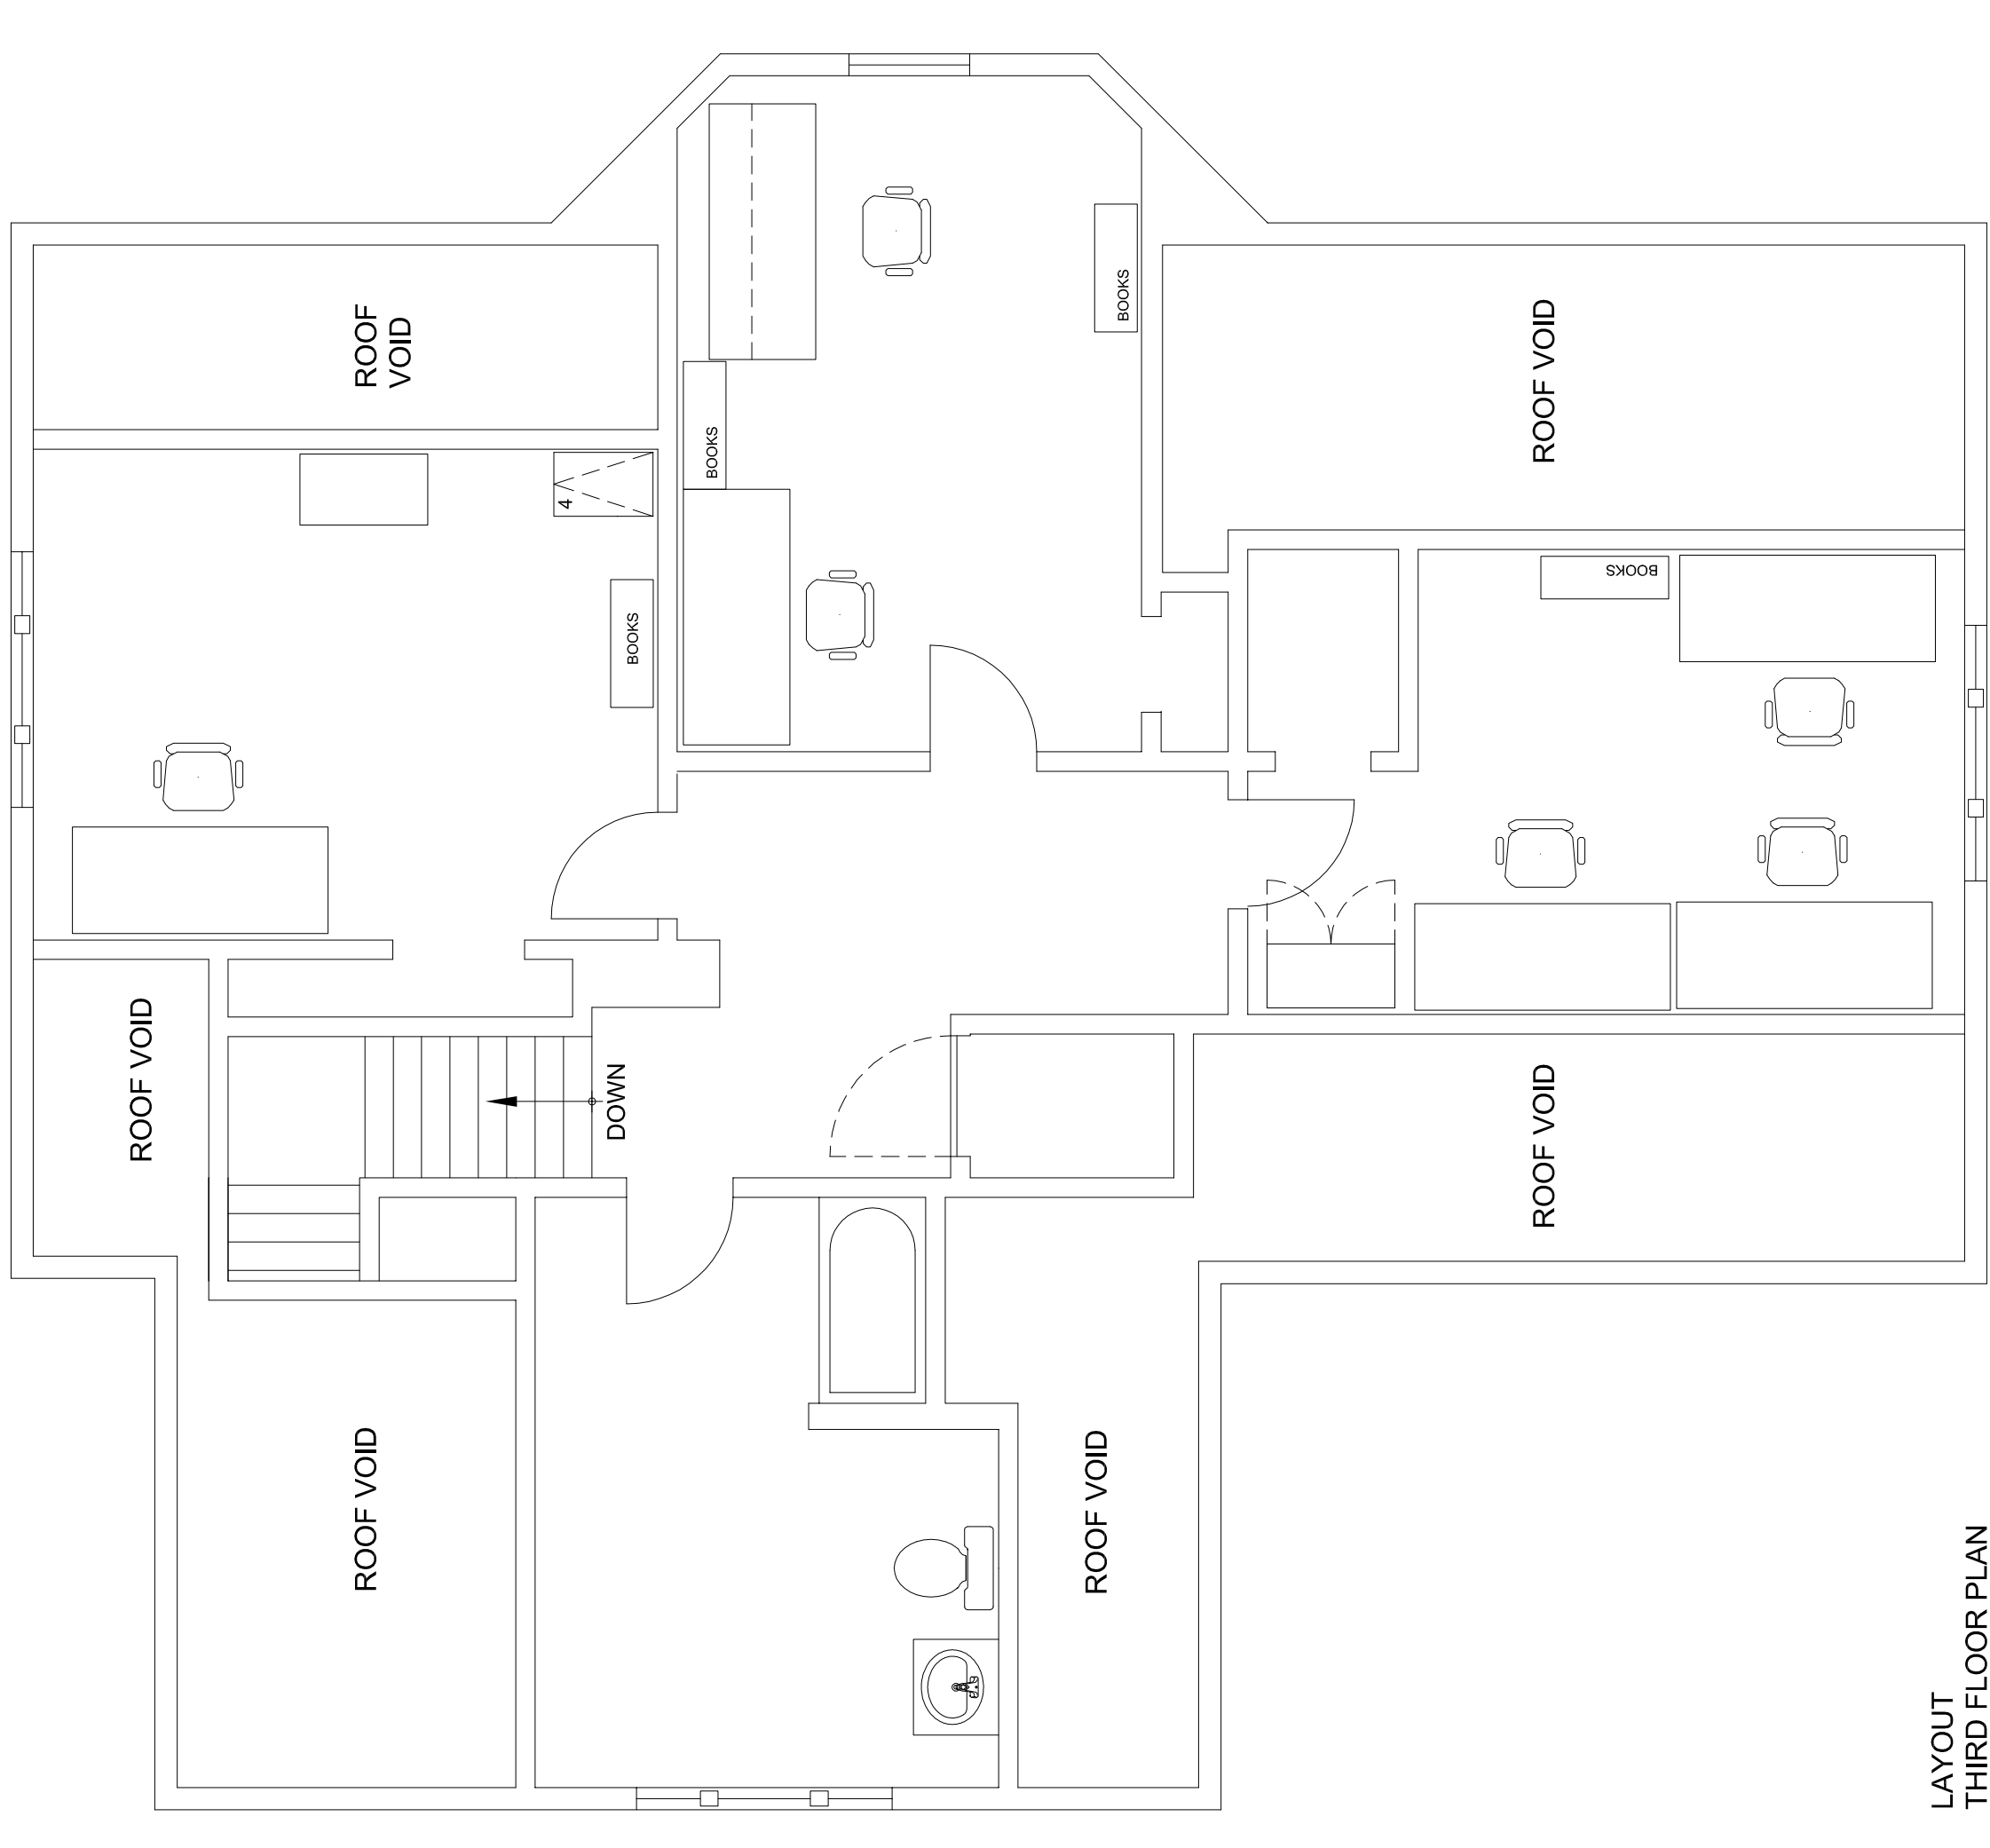 ROOF
VOID
ROOF VOID
BOOKS
BOOKS
4
BOOKS
BOOKS
ROOF VOID
DOWN
ROOF VOID
ROOF VOID
ROOF VOID
LAYOUT
THIRD FLOOR PLAN